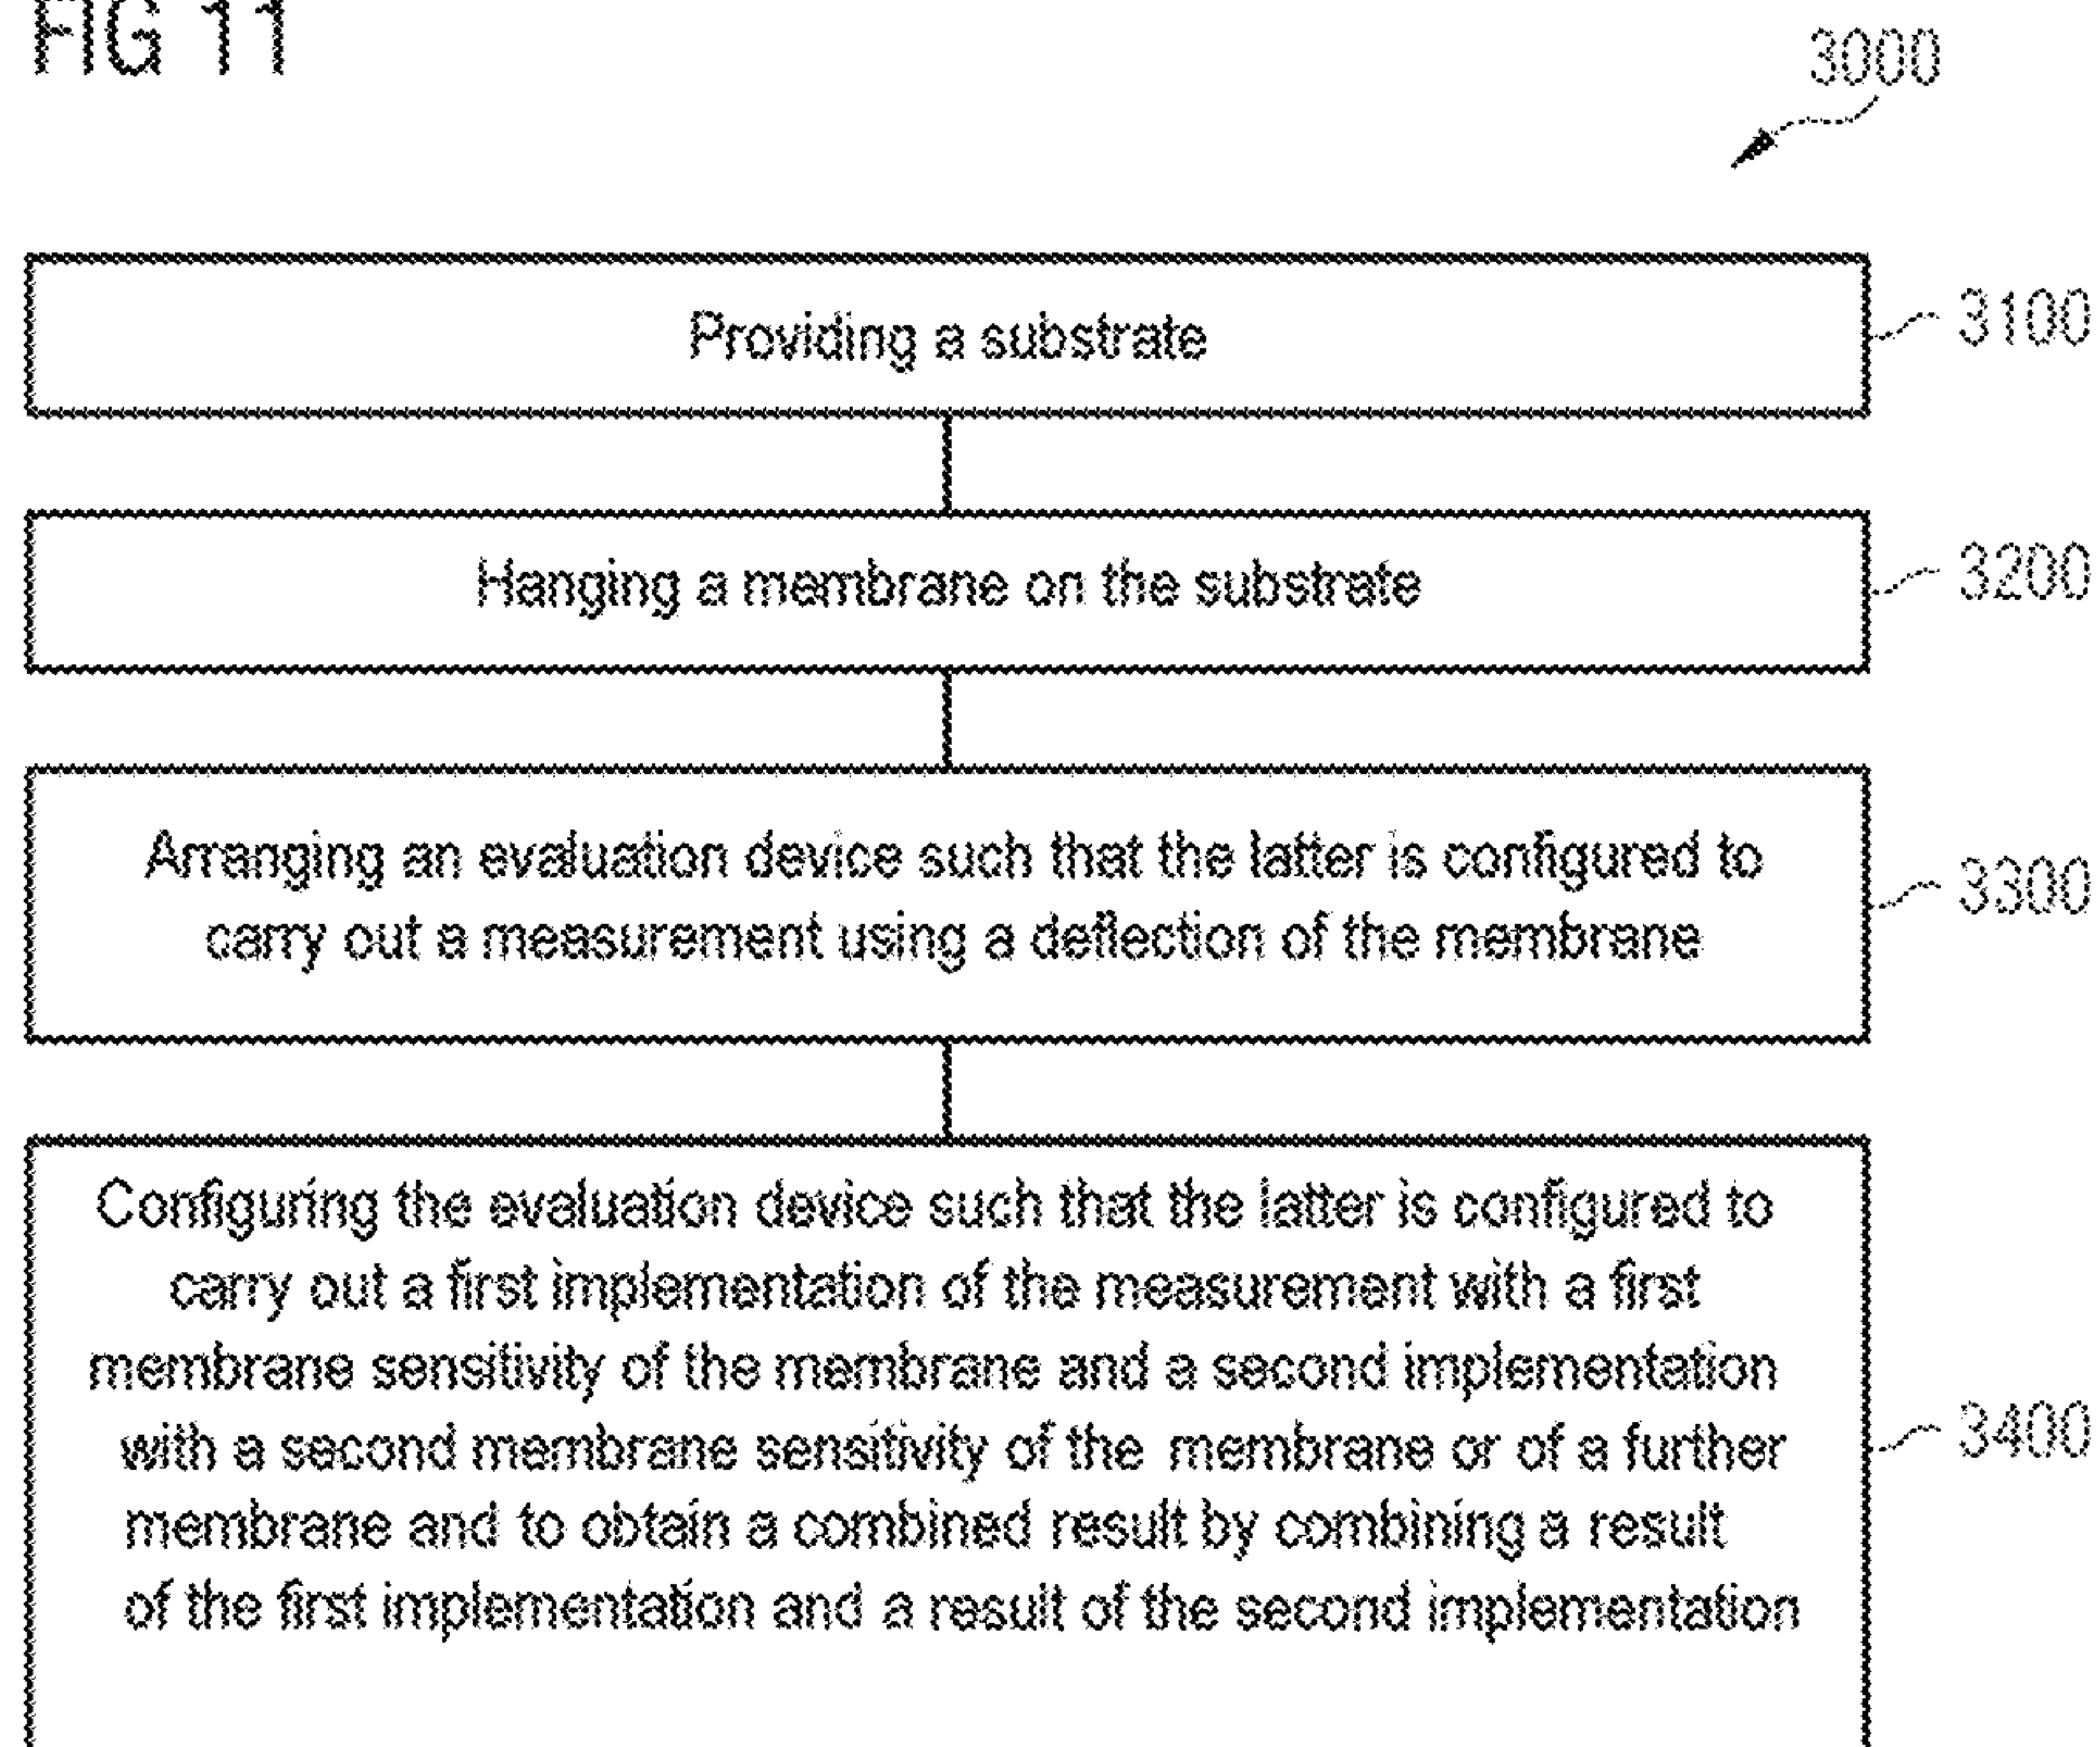 FIG 11
3000
Providing a substrate
3100
Hanging a membrane on the substrate
3200
Arranging an evaluation device such that the latter is configured to
carry out a measurement using a deflection of the membrane
3300
Configuring the evaluation device such that the latter is configured to
carry out a first implementation of the measurement with a first
membrane sensitivity of the membrane and a second implementation
with a second membrane sensitivity of the membrane or of a further
membrane and to obtain a combined result by combining a result
of the first implementation and a result of the second implementation
3400